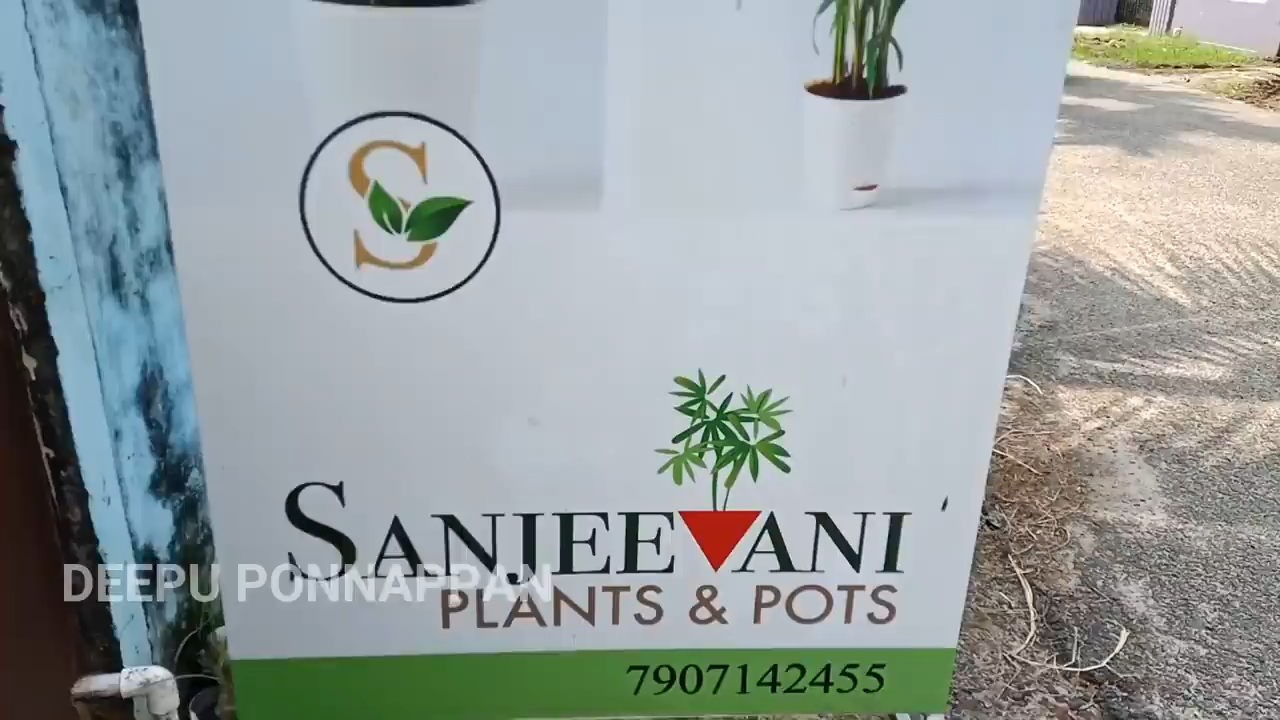 S
SANJEEVANI
DEEPU PONNAPPAN
PLANTS & POTS
7907142455